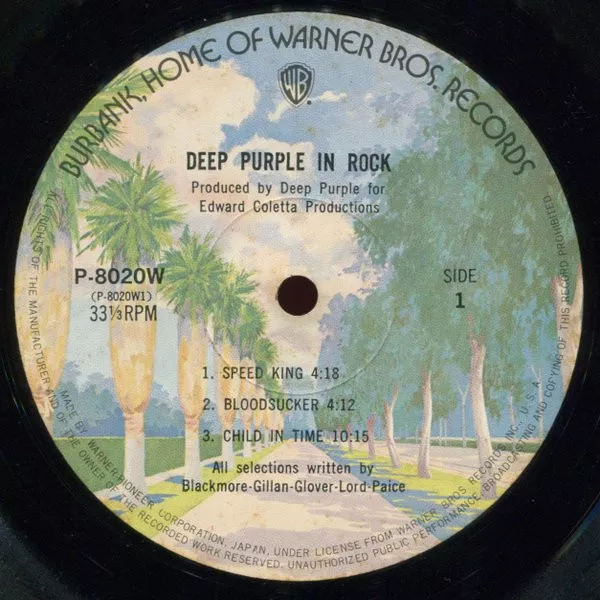 BURBANK, HOME OF WARNER BROS. RECORDS
WB
DEEP PURPLE IN ROCK
Produced by Deep Purple for
Edward Coletta Productions
P-8020W
(P-8020W1)
33⅓RPM
SIDE
1
1. SPEED KING 4:18
2. BLOODSUCKER 4:12
3. CHILD IN TIME 10:15
All selections written by
Blackmore-Gillan-Glover-Lord-Paice
MADE BY WARNER-PIONEER CORPORATION, JAPAN, UNDER LICENSE FROM WARNER BROS RECORDS INC., U.S.A.
ALL RIGHTS OF THE MANUFACTURER AND OF THE OWNER OF THE RECORDED WORK RESERVED. UNAUTHORIZED PUBLIC PERFORMANCE, BROADCASTING AND COPYING OF THIS RECORD PROHIBITED